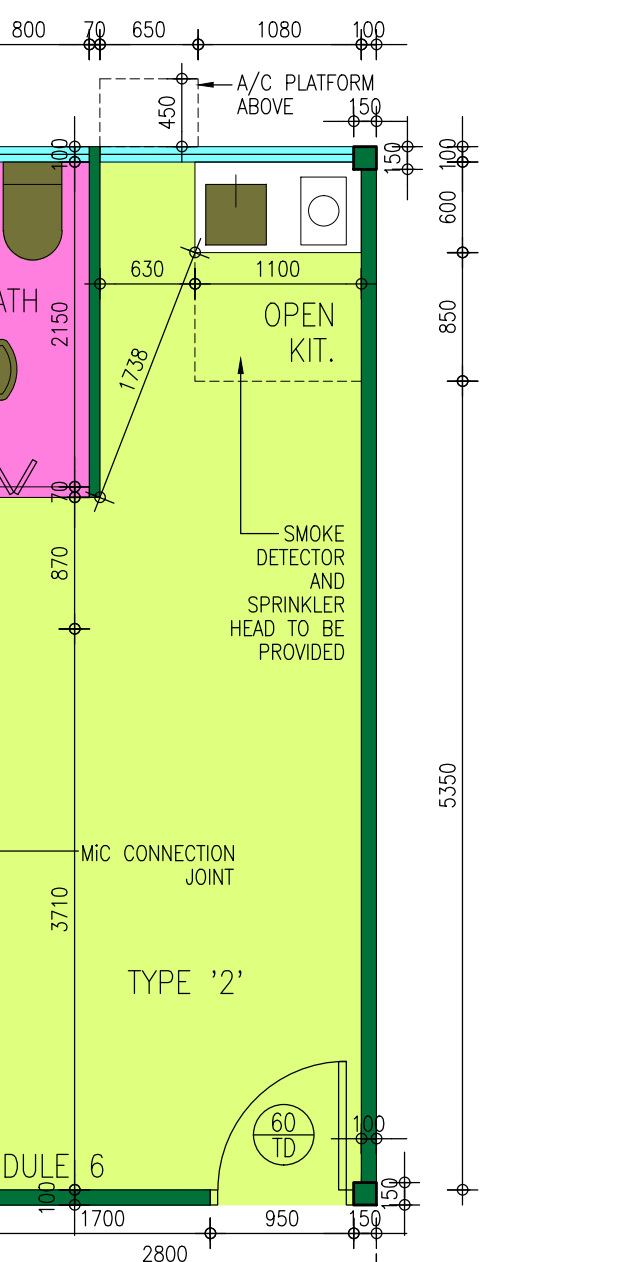 800 70 650 1080 100
A/C PLATFORM
ABOVE
450
150
100
150
100
600
630
1100
ATH
2150
OPEN
KIT.
850
1738
70
SMOKE
DETECTOR
AND
SPRINKLER
HEAD TO BE
PROVIDED
870
5350
MiC CONNECTION
JOINT
3710
TYPE '2'
60
TD
100
DULE 6
100
150
1700
950
150
2800